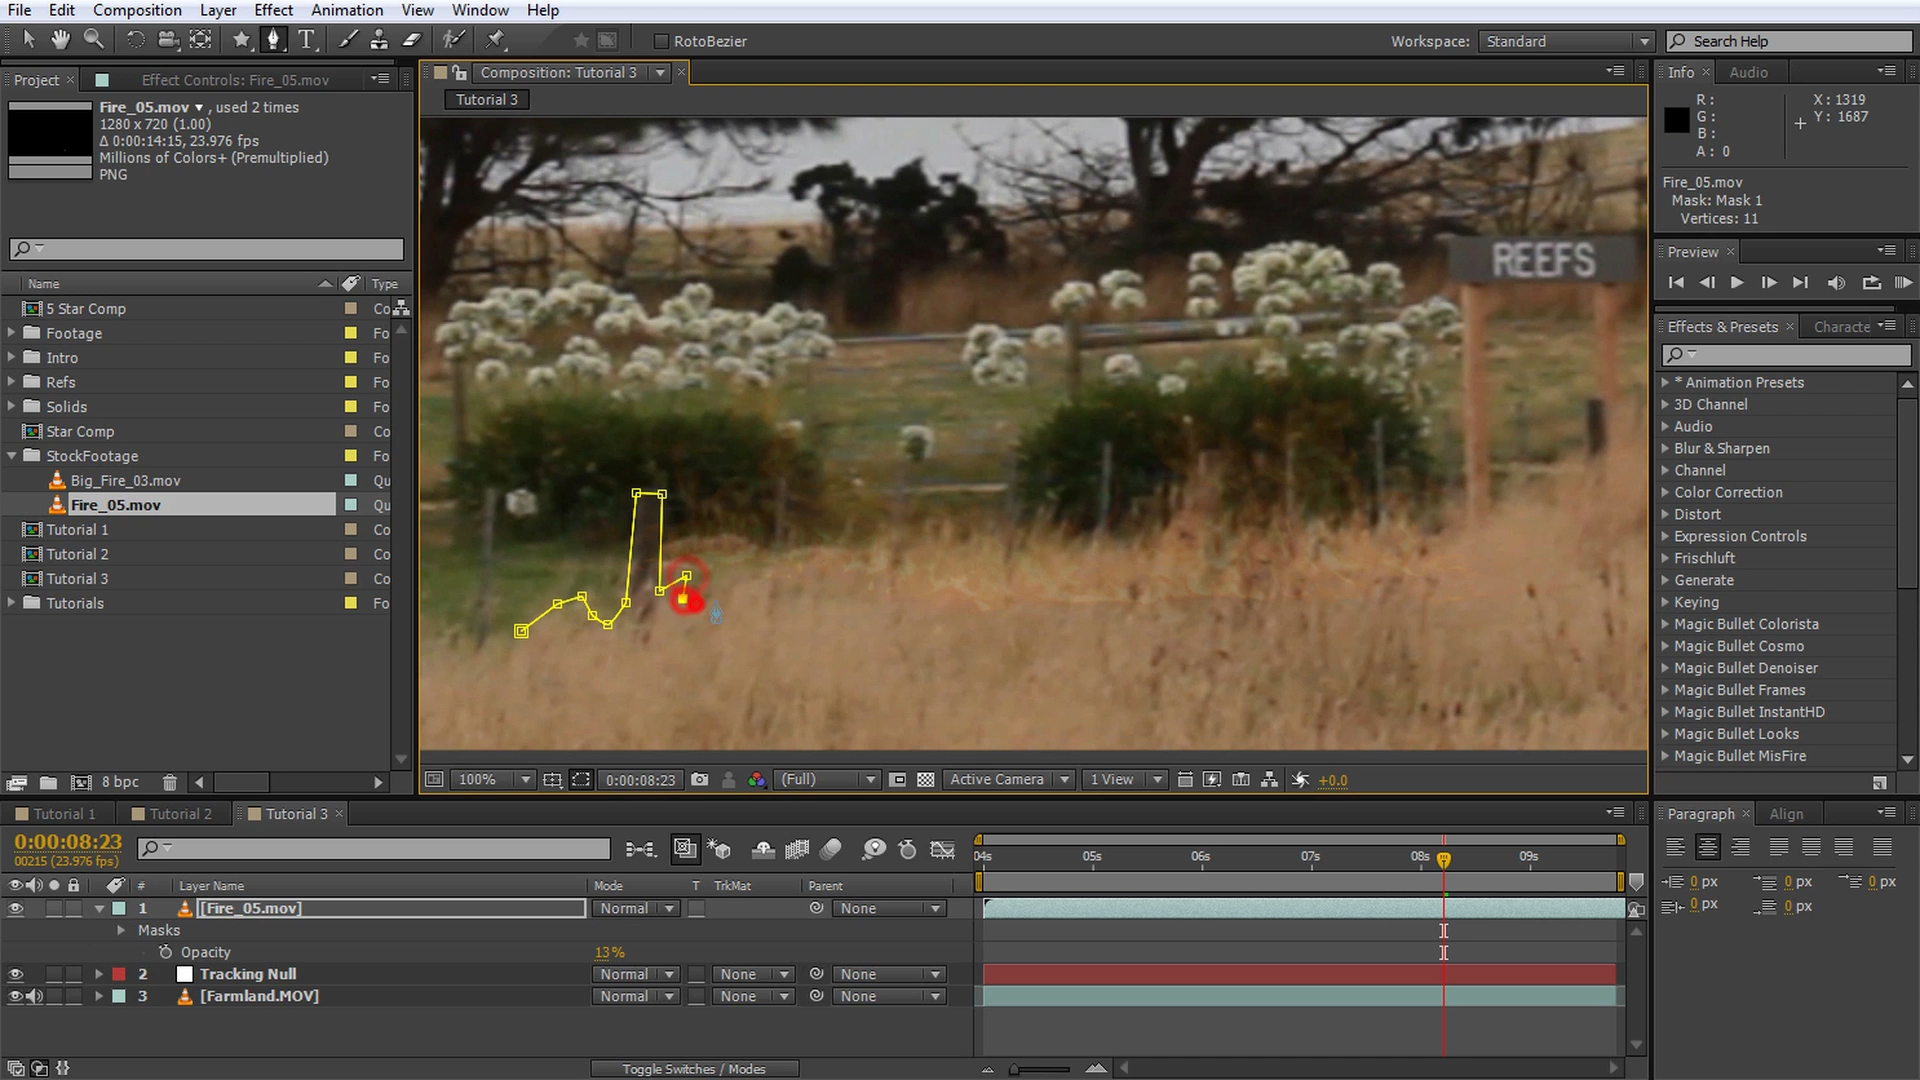 File Edit Composition Layer Effect Animation View Window Help
RotoBezier
Workspace: Standard
Search Help
Project
Effect Controls: Fire_05.mov
Fire_05.mov ▼ , used 2 times
1280 x 720 (1.00)
Δ 0:00:14:15, 23.976 fps
Millions of Colors+ (Premultiplied)
PNG
Name Type
5 Star Comp Co
Footage Fo
Intro Fo
Refs Fo
Solids Fo
Star Comp Co
StockFootage Fo
Big_Fire_03.mov Qu
Fire_05.mov Qu
Tutorial 1 Co
Tutorial 2 Co
Tutorial 3 Co
Tutorials Fo
8 bpc
Composition: Tutorial 3
Tutorial 3
REEFS
100%
0:00:08:23
(Full)
Active Camera
1 View
+0.0
Info Audio
R :
G :
B :
A : 0
X : 1319
Y : 1687
Fire_05.mov
Mask: Mask 1
Vertices: 11
Preview
Effects & Presets Characte
* Animation Presets
3D Channel
Audio
Blur & Sharpen
Channel
Color Correction
Distort
Expression Controls
Frischluft
Generate
Keying
Magic Bullet Colorista
Magic Bullet Cosmo
Magic Bullet Denoiser
Magic Bullet Frames
Magic Bullet InstantHD
Magic Bullet Looks
Magic Bullet MisFire
Tutorial 1 Tutorial 2 Tutorial 3
0:00:08:23
00215 (23.976 fps)
# Layer Name Mode T TrkMat Parent
04s 05s 06s 07s 08s 09s
1 [Fire_05.mov] Normal None
Masks
Opacity 13%
2 Tracking Null Normal None None
3 [Farmland.MOV] Normal None None
Toggle Switches / Modes
Paragraph Align
0 px 0 px 0 px
0 px 0 px